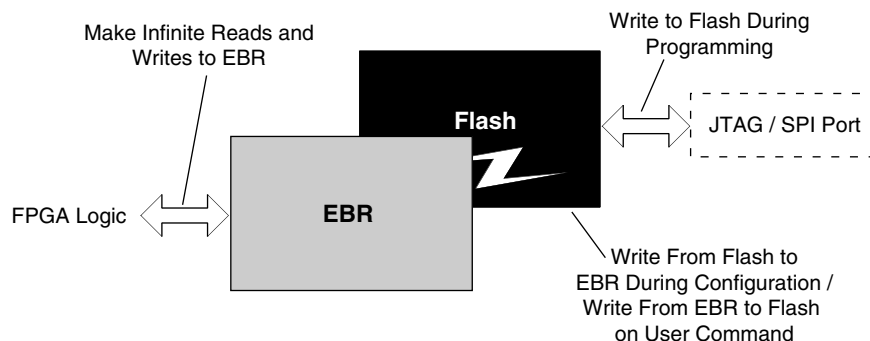 Make Infinite Reads and
Writes to EBR
Write to Flash During
Programming
Flash
JTAG / SPI Port
FPGA Logic
EBR
Write From Flash to
EBR During Configuration /
Write From EBR to Flash
on User Command